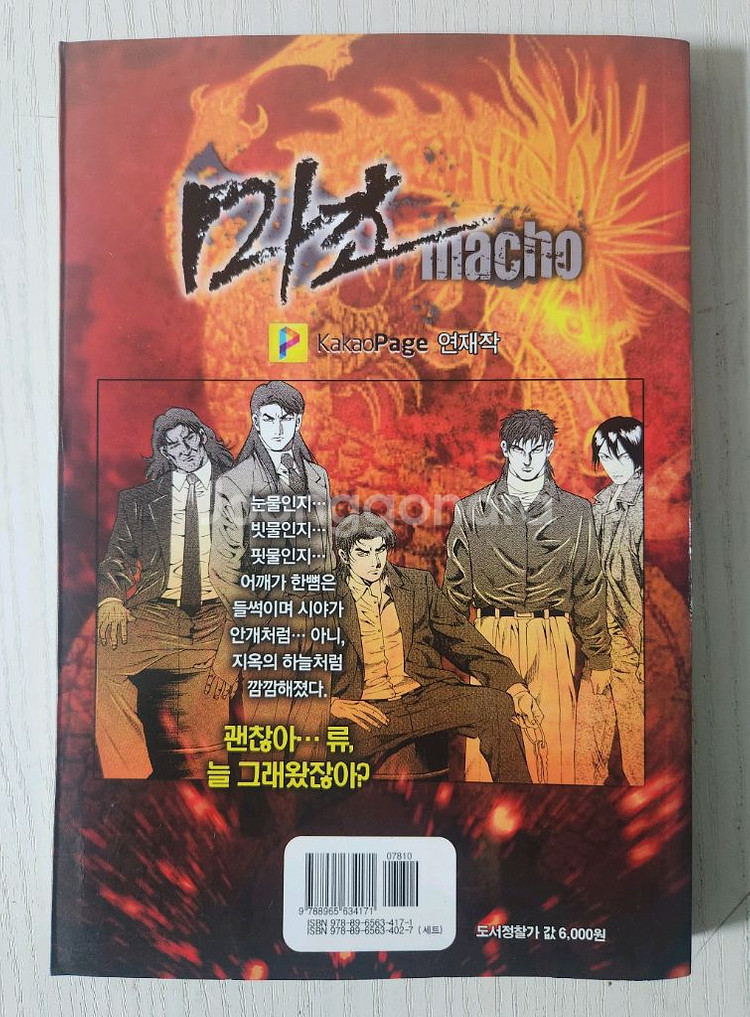 마초
macho
KakaoPage 연재작
눈물인지…
빗물인지…
핏물인지…
어깨가 한뼘은
들썩이며 시야가
안개처럼… 아니,
지옥의 하늘처럼
깜깜해졌다.
괜찮아… 류,
늘 그래왔잖아?
07810
9 788965 634171
ISBN 978-89-6563-417-1
ISBN 978-89-6563-402-7 (세트)
도서정찰가 값 6,000원